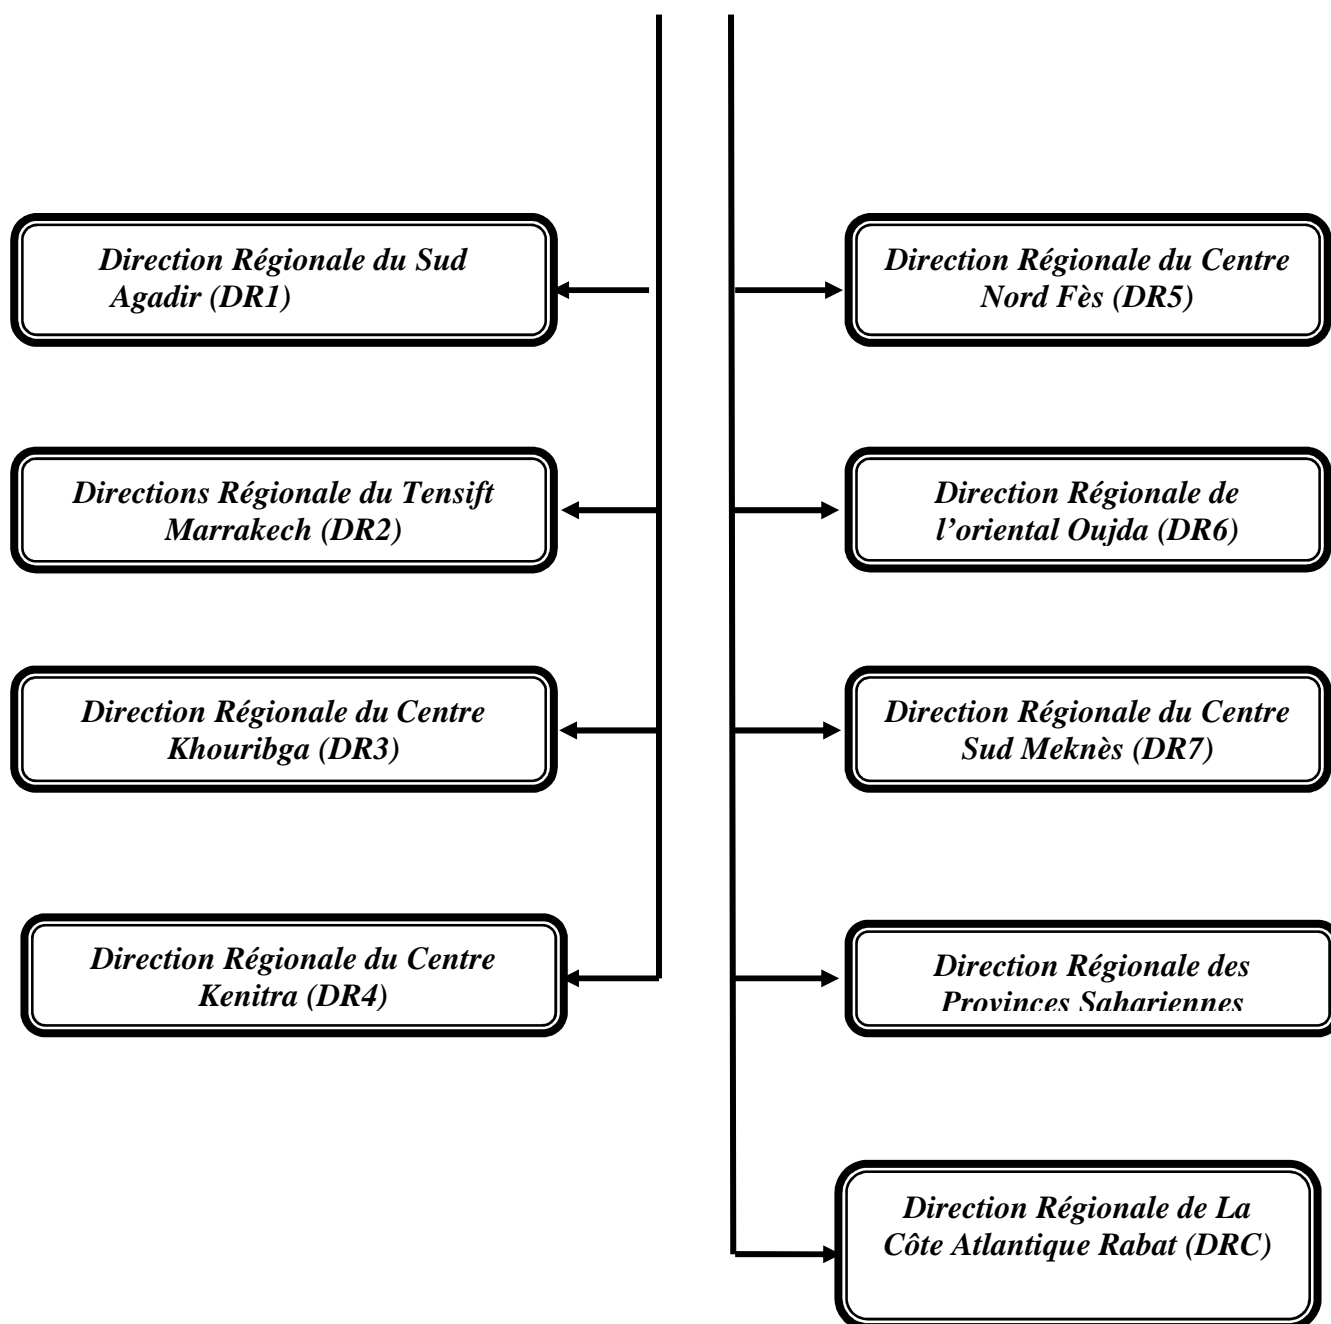 Direction Régionale du Sud
Agadir (DR1)
Directions Régionale du Tensift
Marrakech (DR2)
Direction Régionale du Centre
Khouribga (DR3)
Direction Régionale du Centre
Kenitra (DR4)
Direction Régionale du Centre
Nord Fès (DR5)
Direction Régionale de
l’oriental Oujda (DR6)
Direction Régionale du Centre
Sud Meknès (DR7)
Direction Régionale des
Provinces Sahariennes
Direction Régionale de La
Côte Atlantique Rabat (DRC)